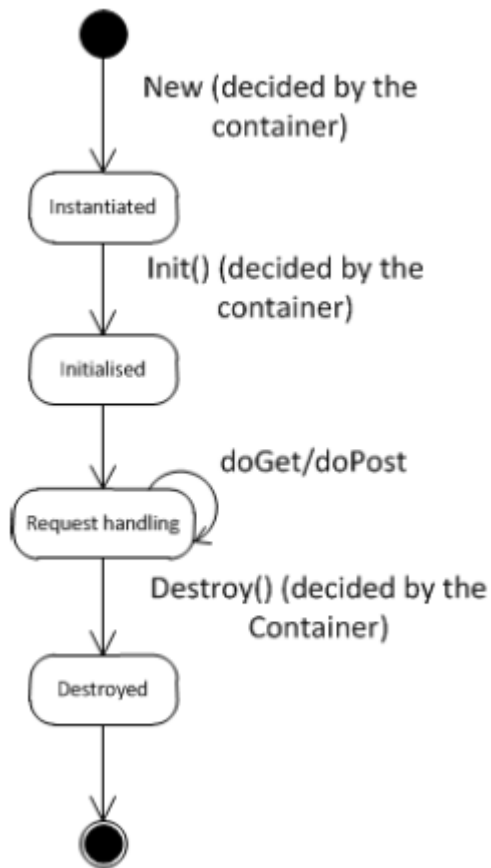 New (decided by the
container)
Instantiated
Init() (decided by the
container)
Initialised
doGet/doPost
Request handling
Destroy() (decided by the
Container)
Destroyed